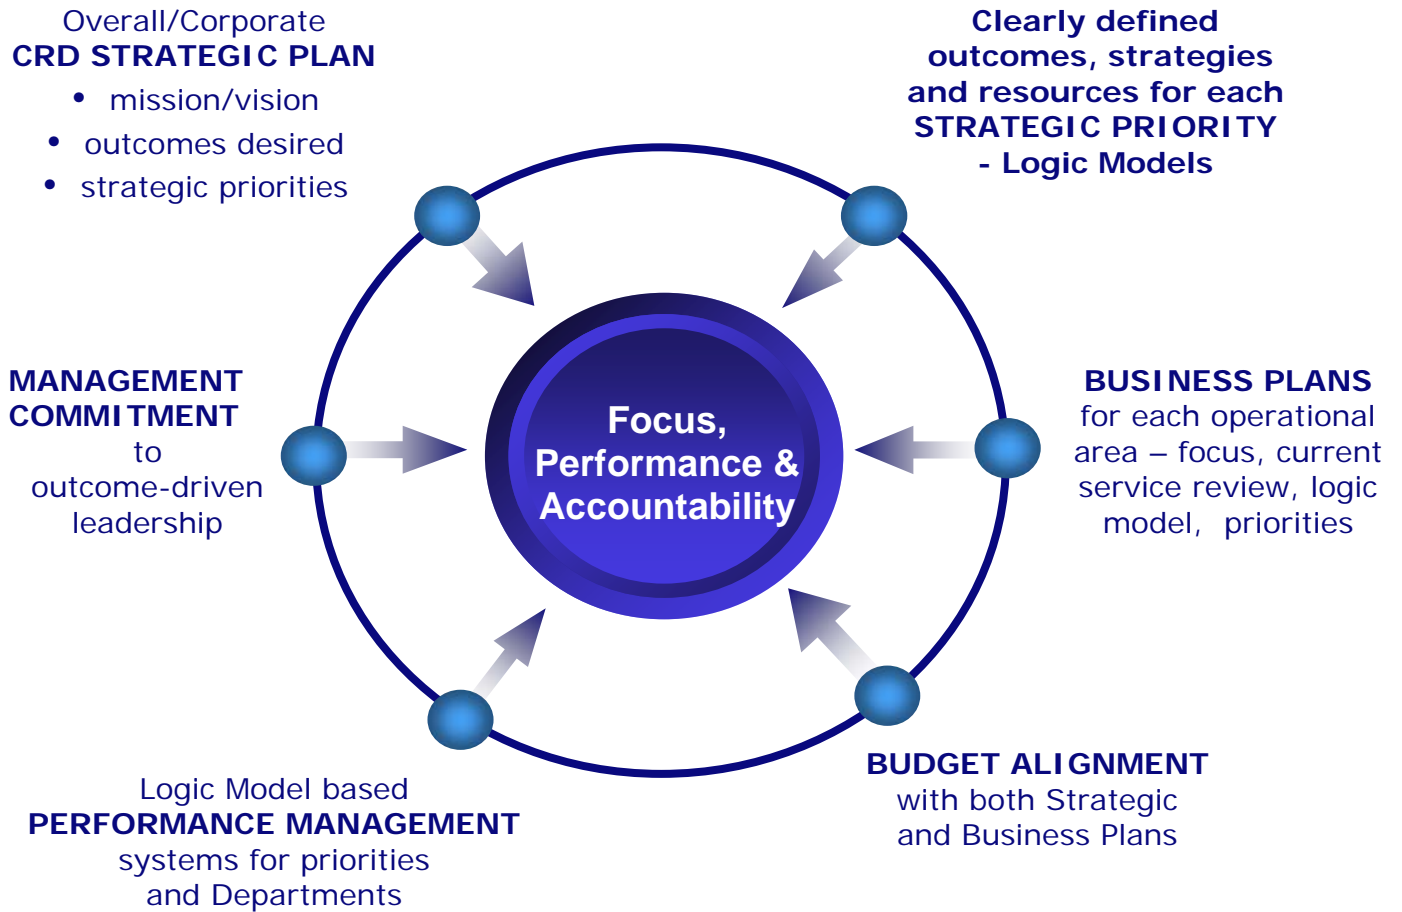 Overall/Corporate
CRD STRATEGIC PLAN
• mission/vision
• outcomes desired
• strategic priorities
Clearly defined
outcomes, strategies
and resources for each
STRATEGIC PRIORITY
- Logic Models
MANAGEMENT
COMMITMENT
to
outcome-driven
leadership
Focus,
Performance &
Accountability
BUSINESS PLANS
for each operational
area – focus, current
service review, logic
model, priorities
Logic Model based
PERFORMANCE MANAGEMENT
systems for priorities
and Departments
BUDGET ALIGNMENT
with both Strategic
and Business Plans